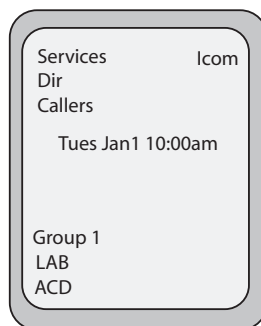 Services Icom
Dir
Callers
Tues Jan1 10:00am
Group 1
LAB
ACD